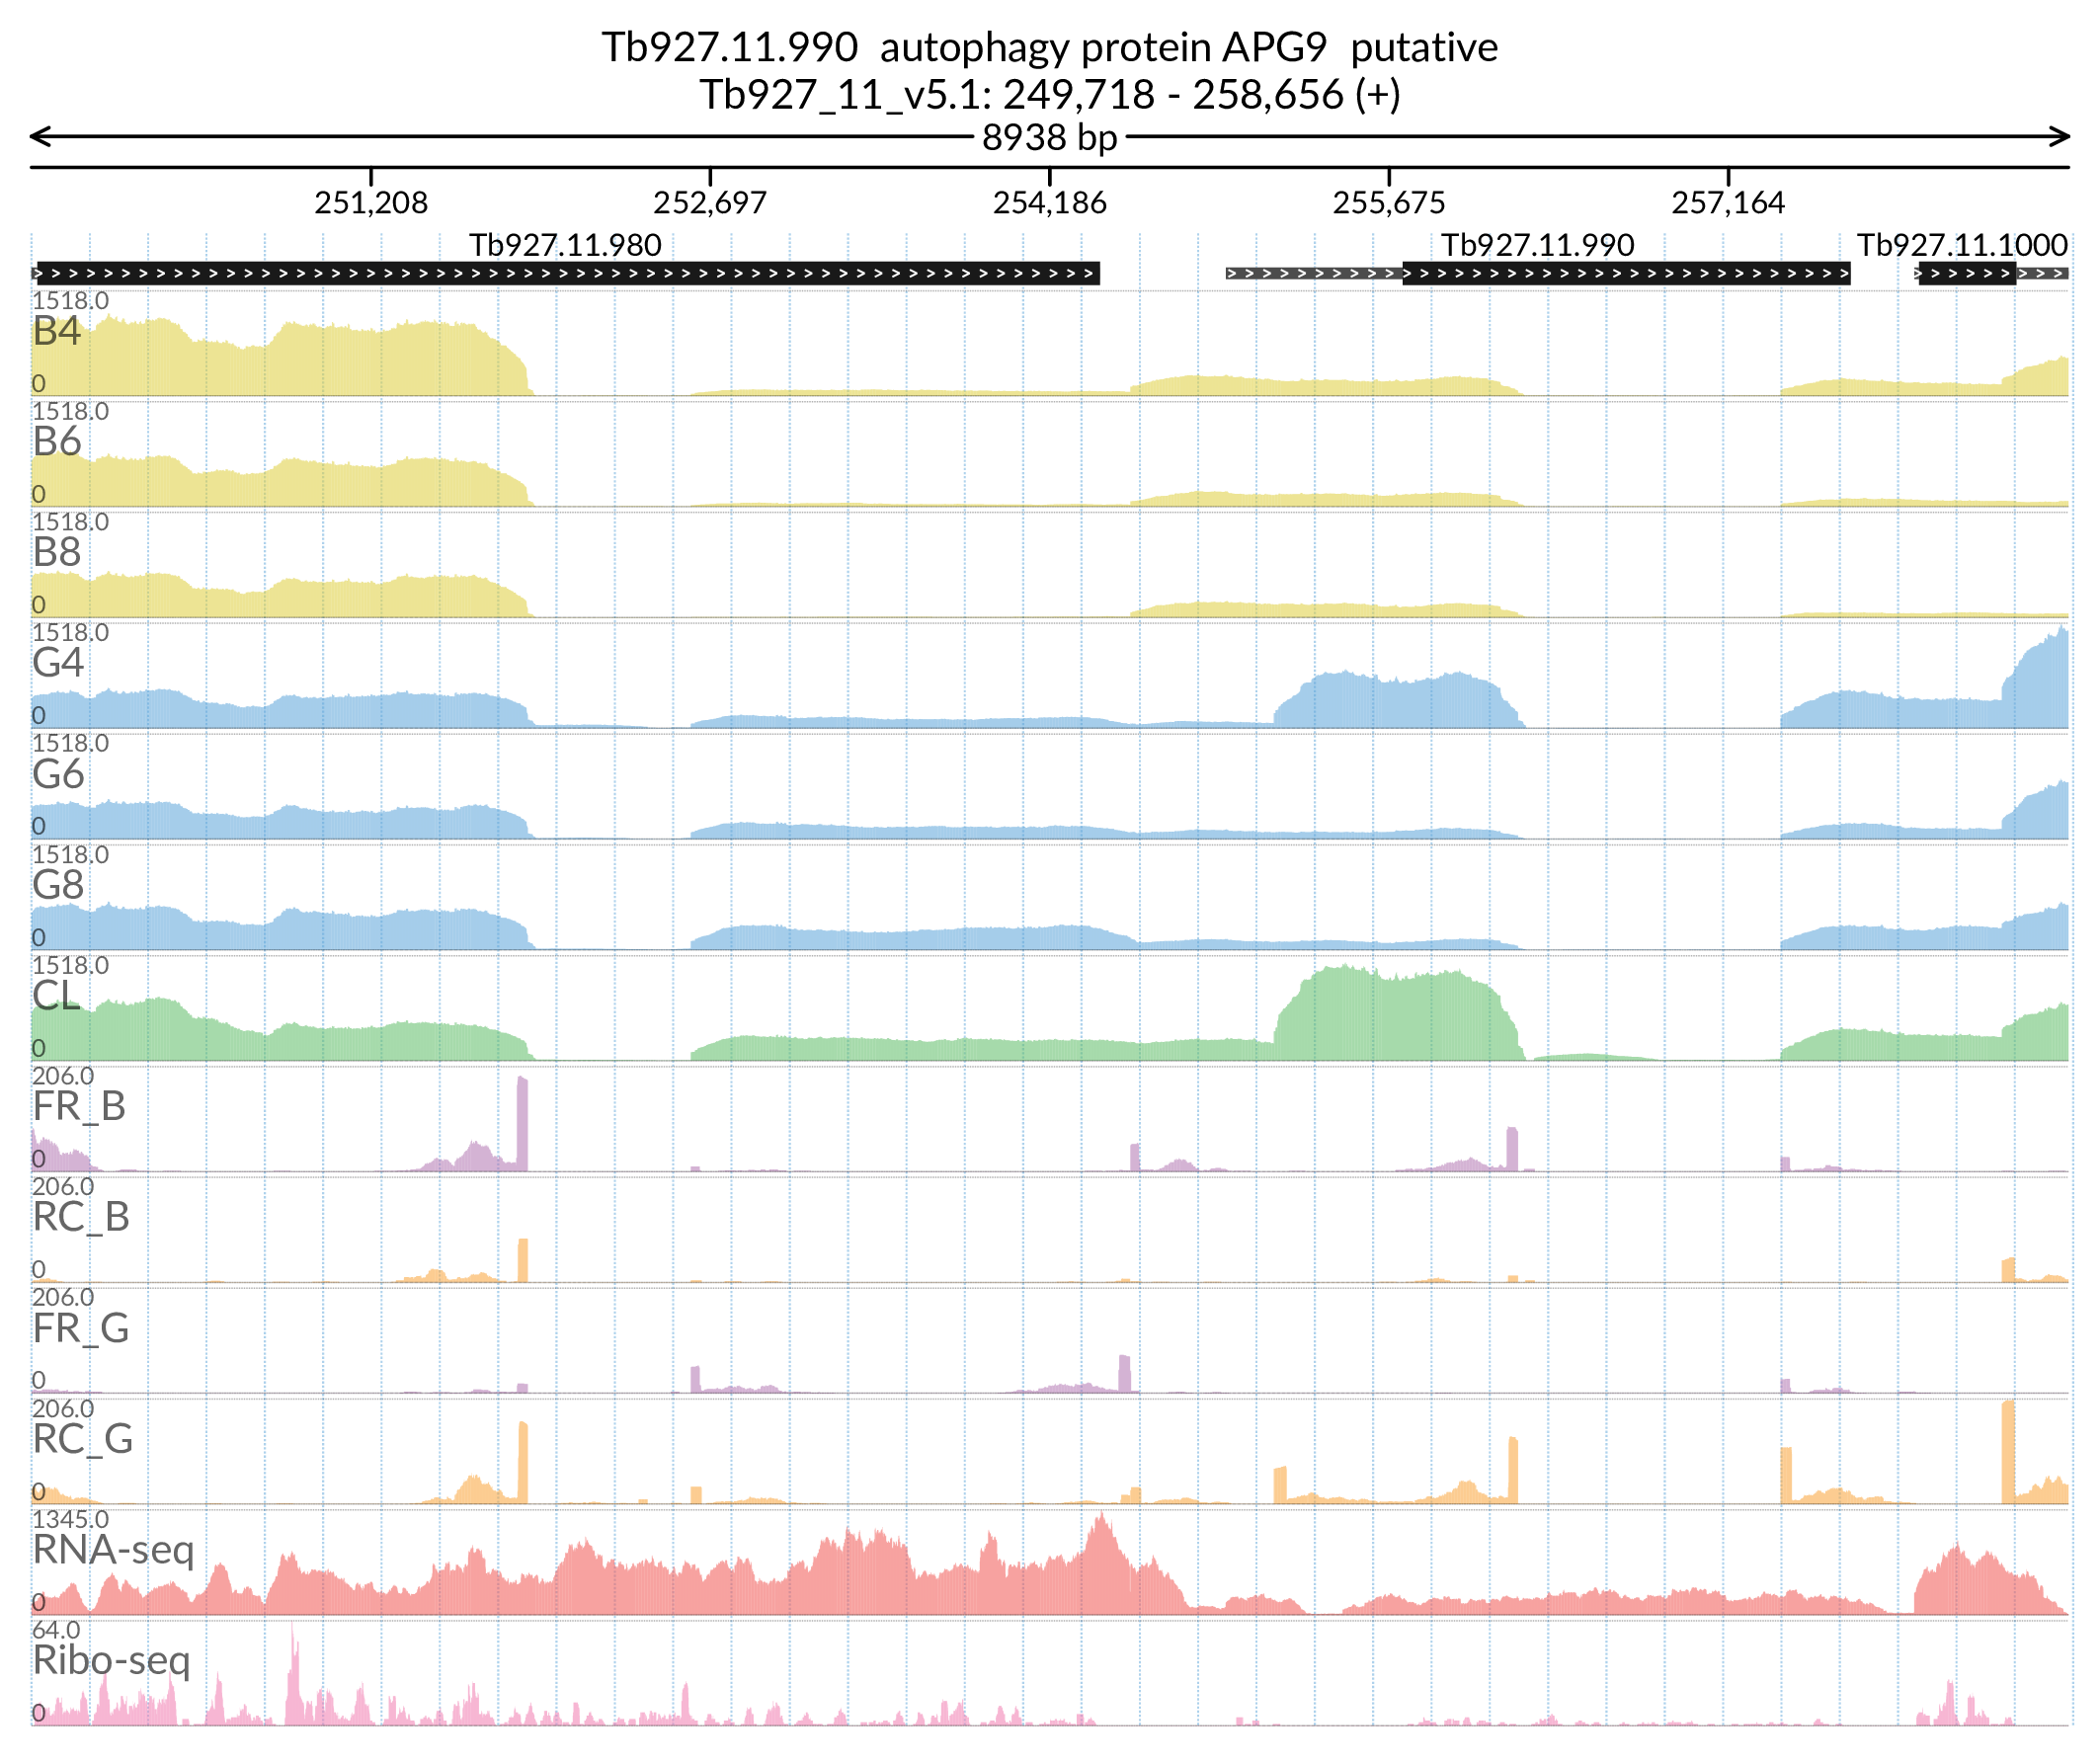 Tb927.11.990 autophagy protein APG9 putative
Tb927_11_v5.1: 249,718 - 258,656 (+)
8938 bp
251,208 252,697 254,186 255,675 257,164
Tb927.11.980 Tb927.11.990 Tb927.11.1000
1518.0
B4
0
1518.0
B6
0
1518.0
B8
0
1518.0
G4
0
1518.0
G6
0
1518.0
G8
0
1518.0
CL
0
206.0
FR_B
0
206.0
RC_B
0
206.0
FR_G
0
206.0
RC_G
0
1345.0
RNA-seq
0
64.0
Ribo-seq
0